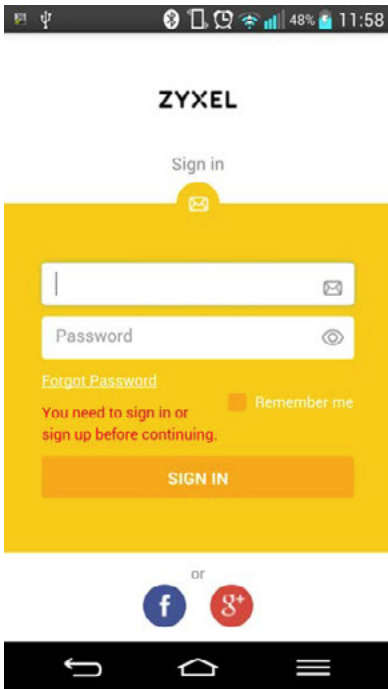 48% 11:58
ZYXEL
Sign in
Password
Forgot Password
Remember me
You need to sign in or
sign up before continuing.
SIGN IN
or
f
g+